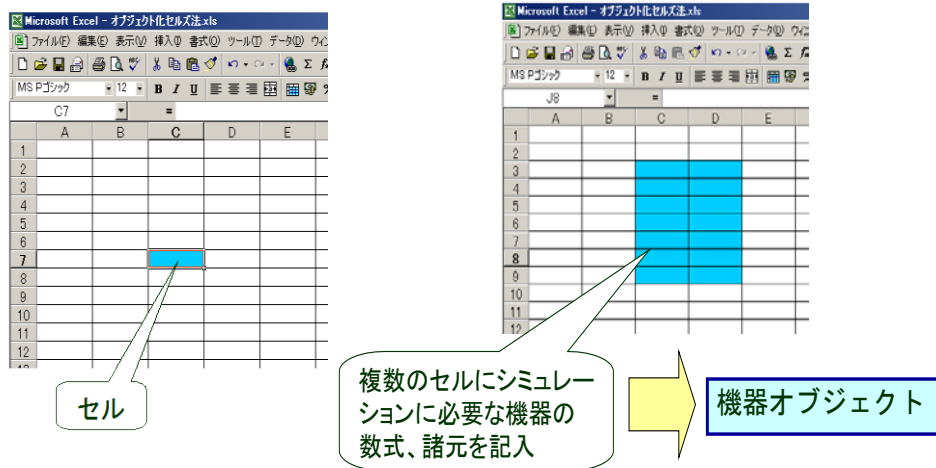 Microsoft Excel - オブジェクト化セルズ法.xls
ファイル(F) 編集(E) 表示(V) 挿入(I) 書式(O) ツール(T) データ(D)
MS Pゴシック 12 B I U
C7 =
A B C D E
1
2
3
4
5
6
7
8
9
10
11
12
セル
Microsoft Excel - オブジェクト化セルズ法.xls
ファイル(F) 編集(E) 表示(V) 挿入(I) 書式(O) ツール(T) データ(D)
MS Pゴシック 12 B I U
J8 =
A B C D E
1
2
3
4
5
6
7
8
9
10
11
12
複数のセルにシミュレー
ションに必要な機器の
数式、諸元を記入
機器オブジェクト